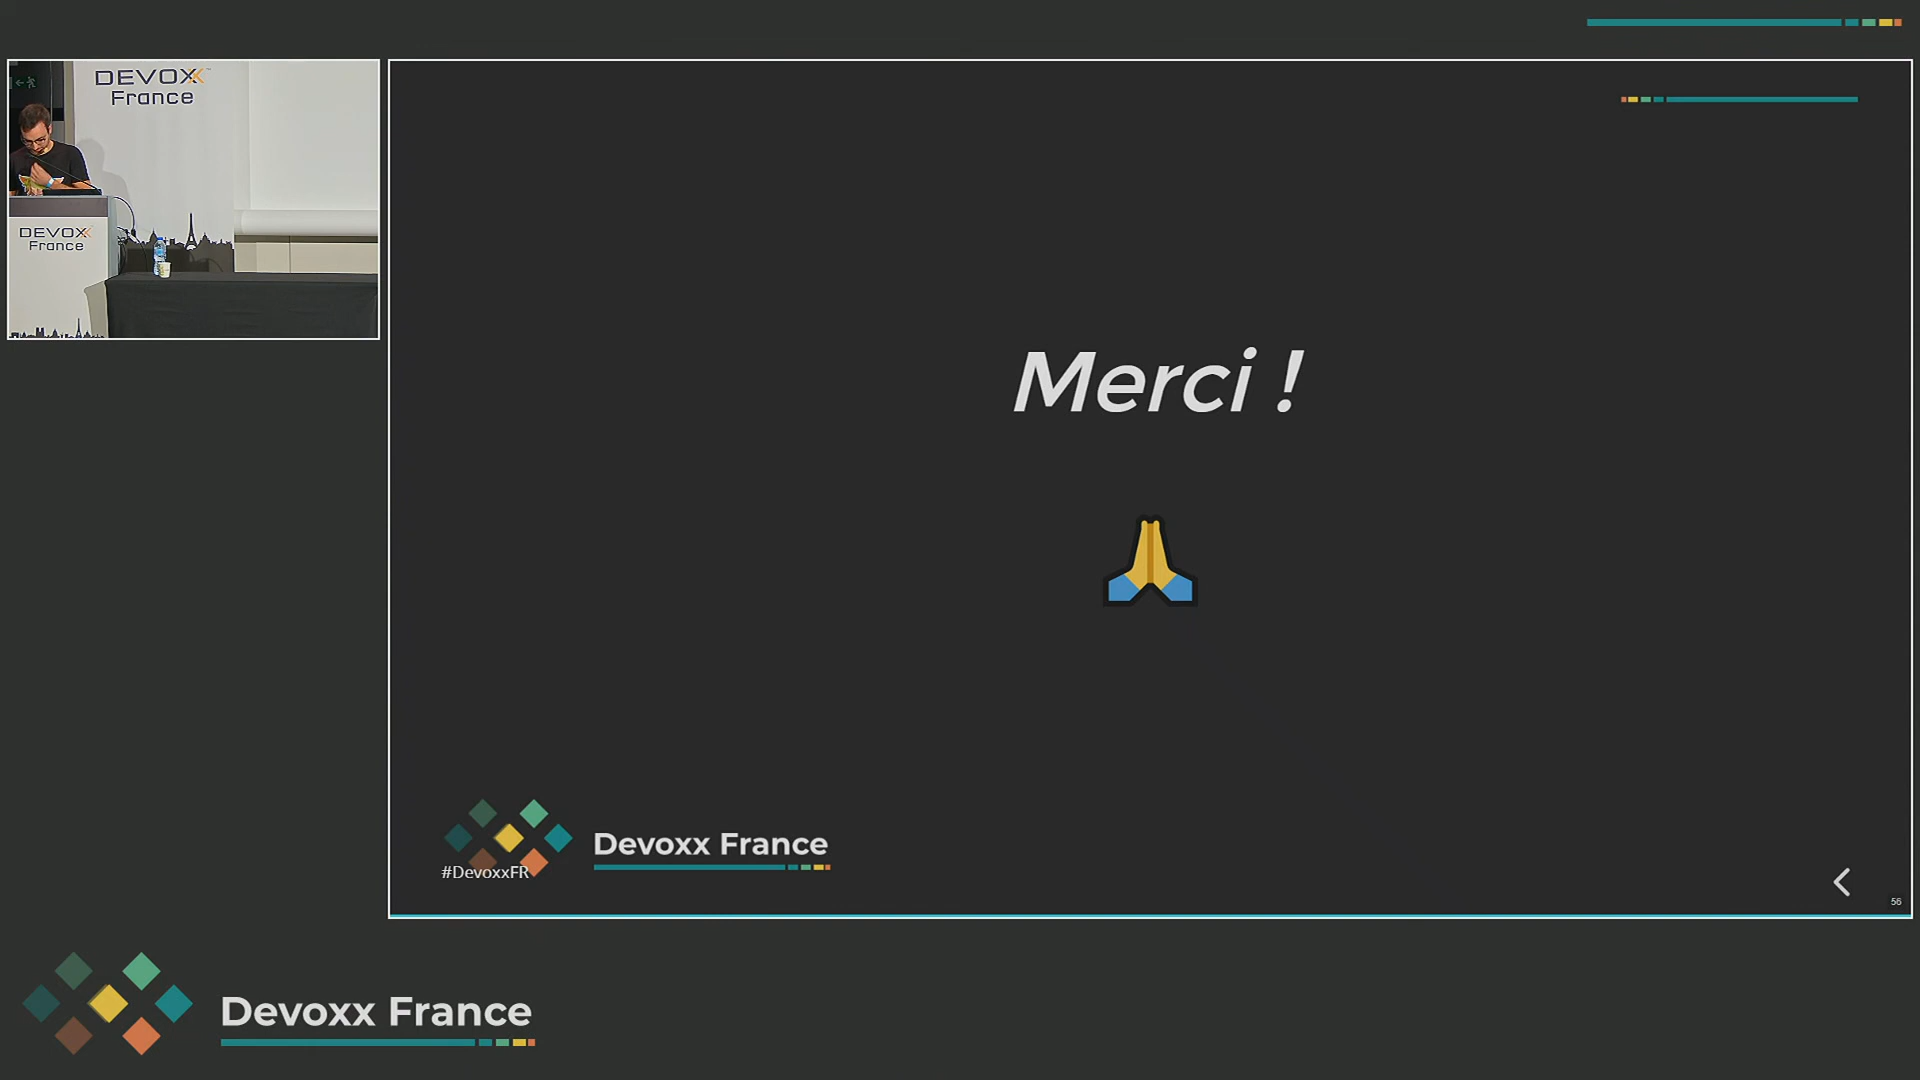 DEVOXX
France
DEVOXX
France
Merci !
#DevoxxFR
Devoxx France
56
Devoxx France